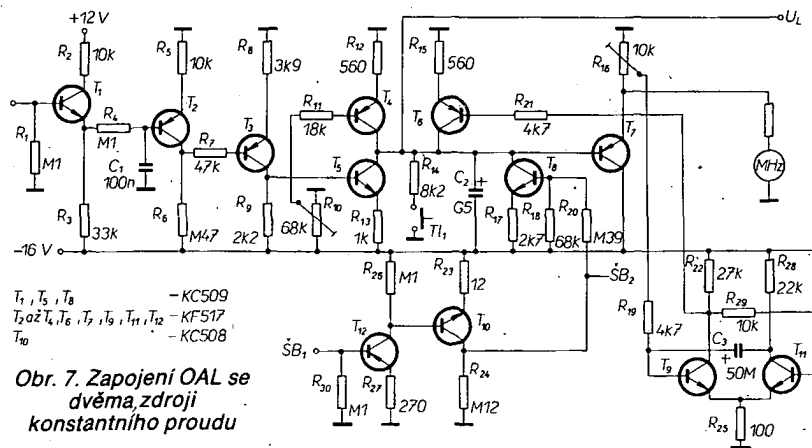 +12 V
U_L
R2
10k
R5
10k
R8
3k9
R12
560
R15
560
R16
10k
T1
R4
M1
T2
R7
47k
T3
R11
18k
T4
T6
R21
4k7
T7
MHz
R1
M1
C1
100n
T5
R14
8k2
C2
+
G5
T8
R3
33k
R6
M47
R9
2k2
R10
68k
R13
1k
Tl1
R17
2k7
R18
68k
R20
M39
−16 V
T1, T5, T8 – KC509
T2 až T4, T6, T7, T9, T11, T12 – KF517
T10 – KC508
R26
M1
R23
12
ŠB2
R22
27k
R28
22k
R19
4k7
R29
10k
C3
+
50M
ŠB1
T12
T10
T9
T11
R30
M1
R27
270
R24
M12
R25
100
Obr. 7. Zapojení OAL se
dvěma zdroji
konstantního proudu